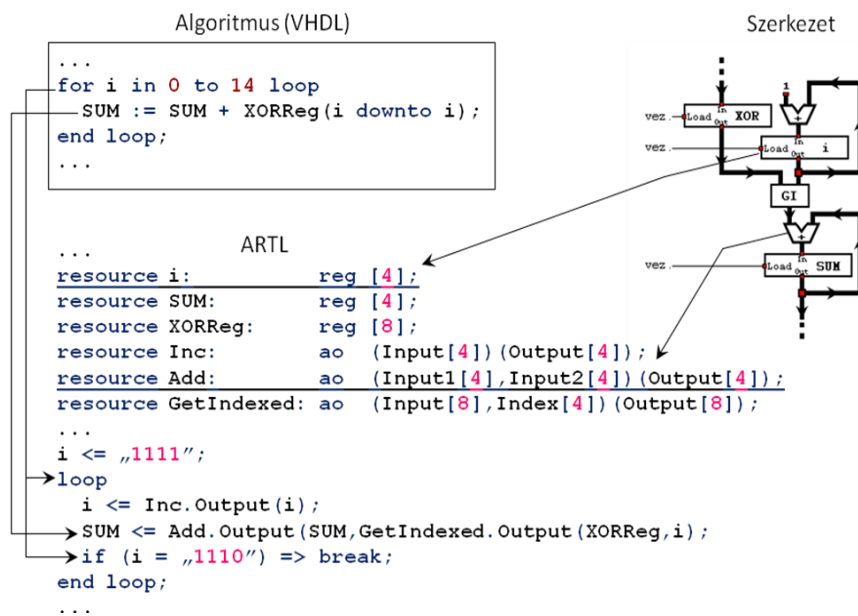 Algoritmus (VHDL)
...
for i in 0 to 14 loop
SUM := SUM + XORReg(i downto i);
end loop;
...
Szerkezet
1
In
vez. Load XOR
Out
In
vez. Load i
Out
GI
+
In
vez. Load SUM
Out
ARTL
...
resource i: reg [4];
resource SUM: reg [4];
resource XORReg: reg [8];
resource Inc: ao (Input[4])(Output[4]);
resource Add: ao (Input1[4],Input2[4])(Output[4]);
resource GetIndexed: ao (Input[8],Index[4])(Output[8]);
...
i <= „1111”;
loop
i <= Inc.Output(i);
SUM <= Add.Output(SUM,GetIndexed.Output(XORReg,i);
if (i = „1110”) => break;
end loop;
...